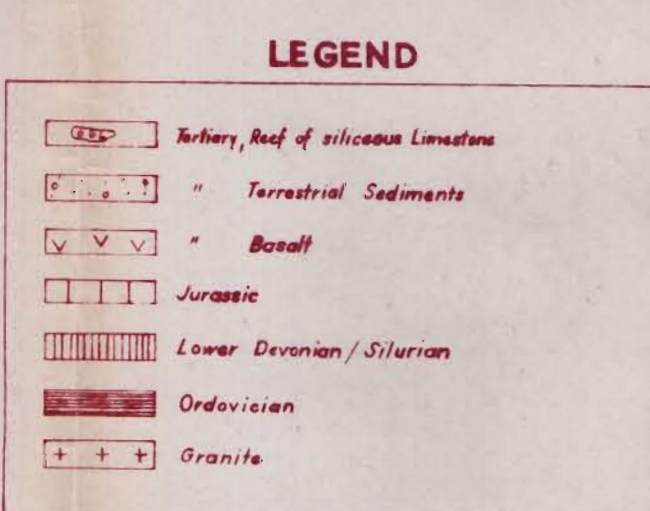 LEGEND
Tertiary, Reef of siliceous Limestone
" Terrestrial Sediments
" Basalt
Jurassic
Lower Devonian / Silurian
Ordovician
Granite